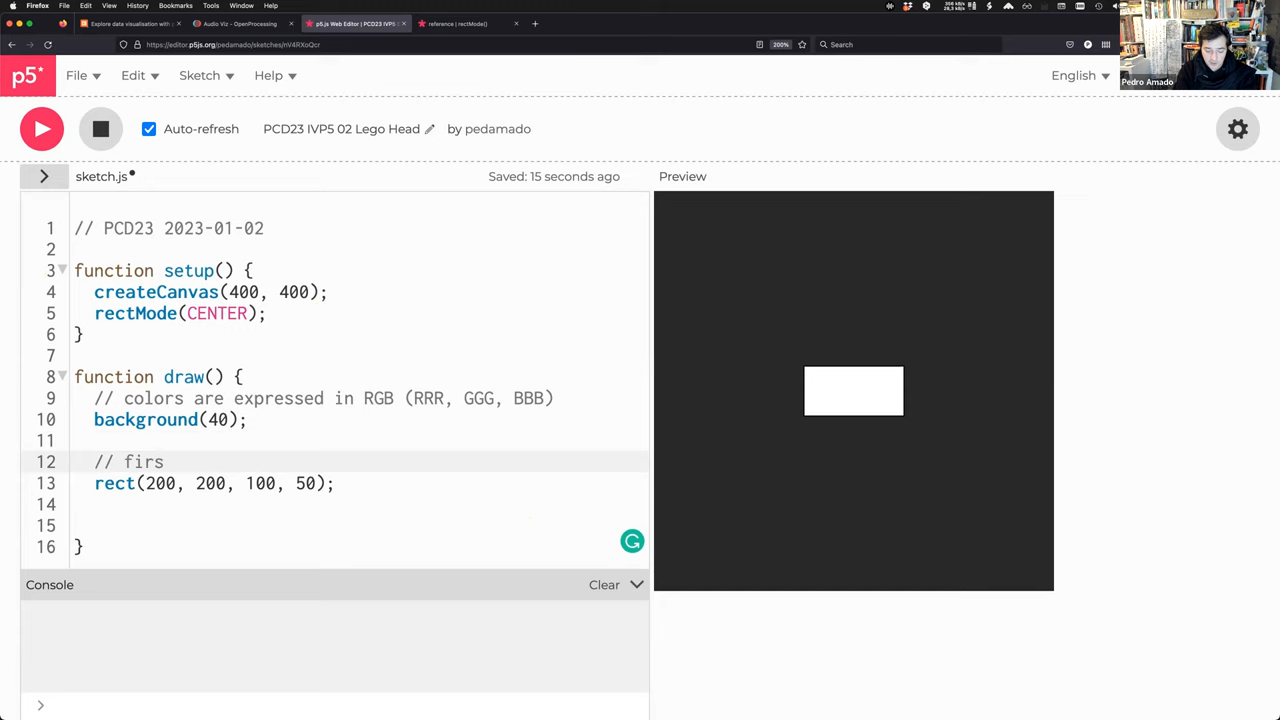 Firefox File Edit View History Bookmarks Tools Window Help
Explore data visualisation with p
Audio Viz - OpenProcessing
p5.js Web Editor | PCD23 IVP5
reference | rectMode()
https://editor.p5js.org/pedamado/sketches/nV4RXoQcr
200%
Search
Pedro Amado
p5* File Edit Sketch Help English
Auto-refresh PCD23 IVP5 02 Lego Head by pedamado
sketch.js Saved: 15 seconds ago Preview
1 // PCD23 2023-01-02
2
3 function setup() {
4 createCanvas(400, 400);
5 rectMode(CENTER);
6 }
7
8 function draw() {
9 // colors are expressed in RGB (RRR, GGG, BBB)
10 background(40);
11
12 // firs
13 rect(200, 200, 100, 50);
14
15
16 }
Console Clear
>